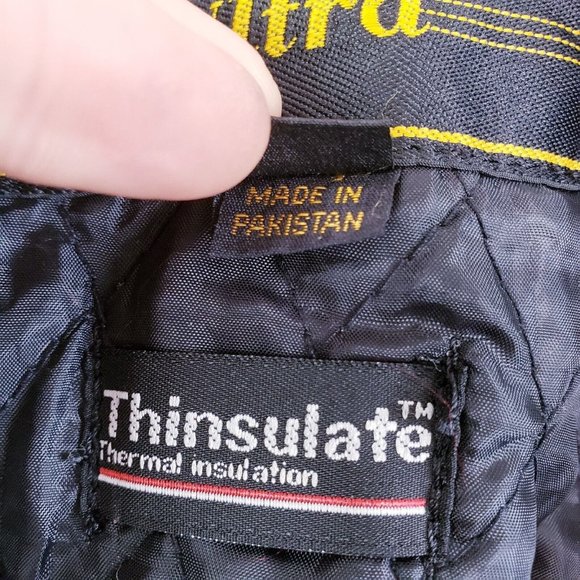 MADE IN
PAKISTAN
Thinsulate™
Thermal insulation